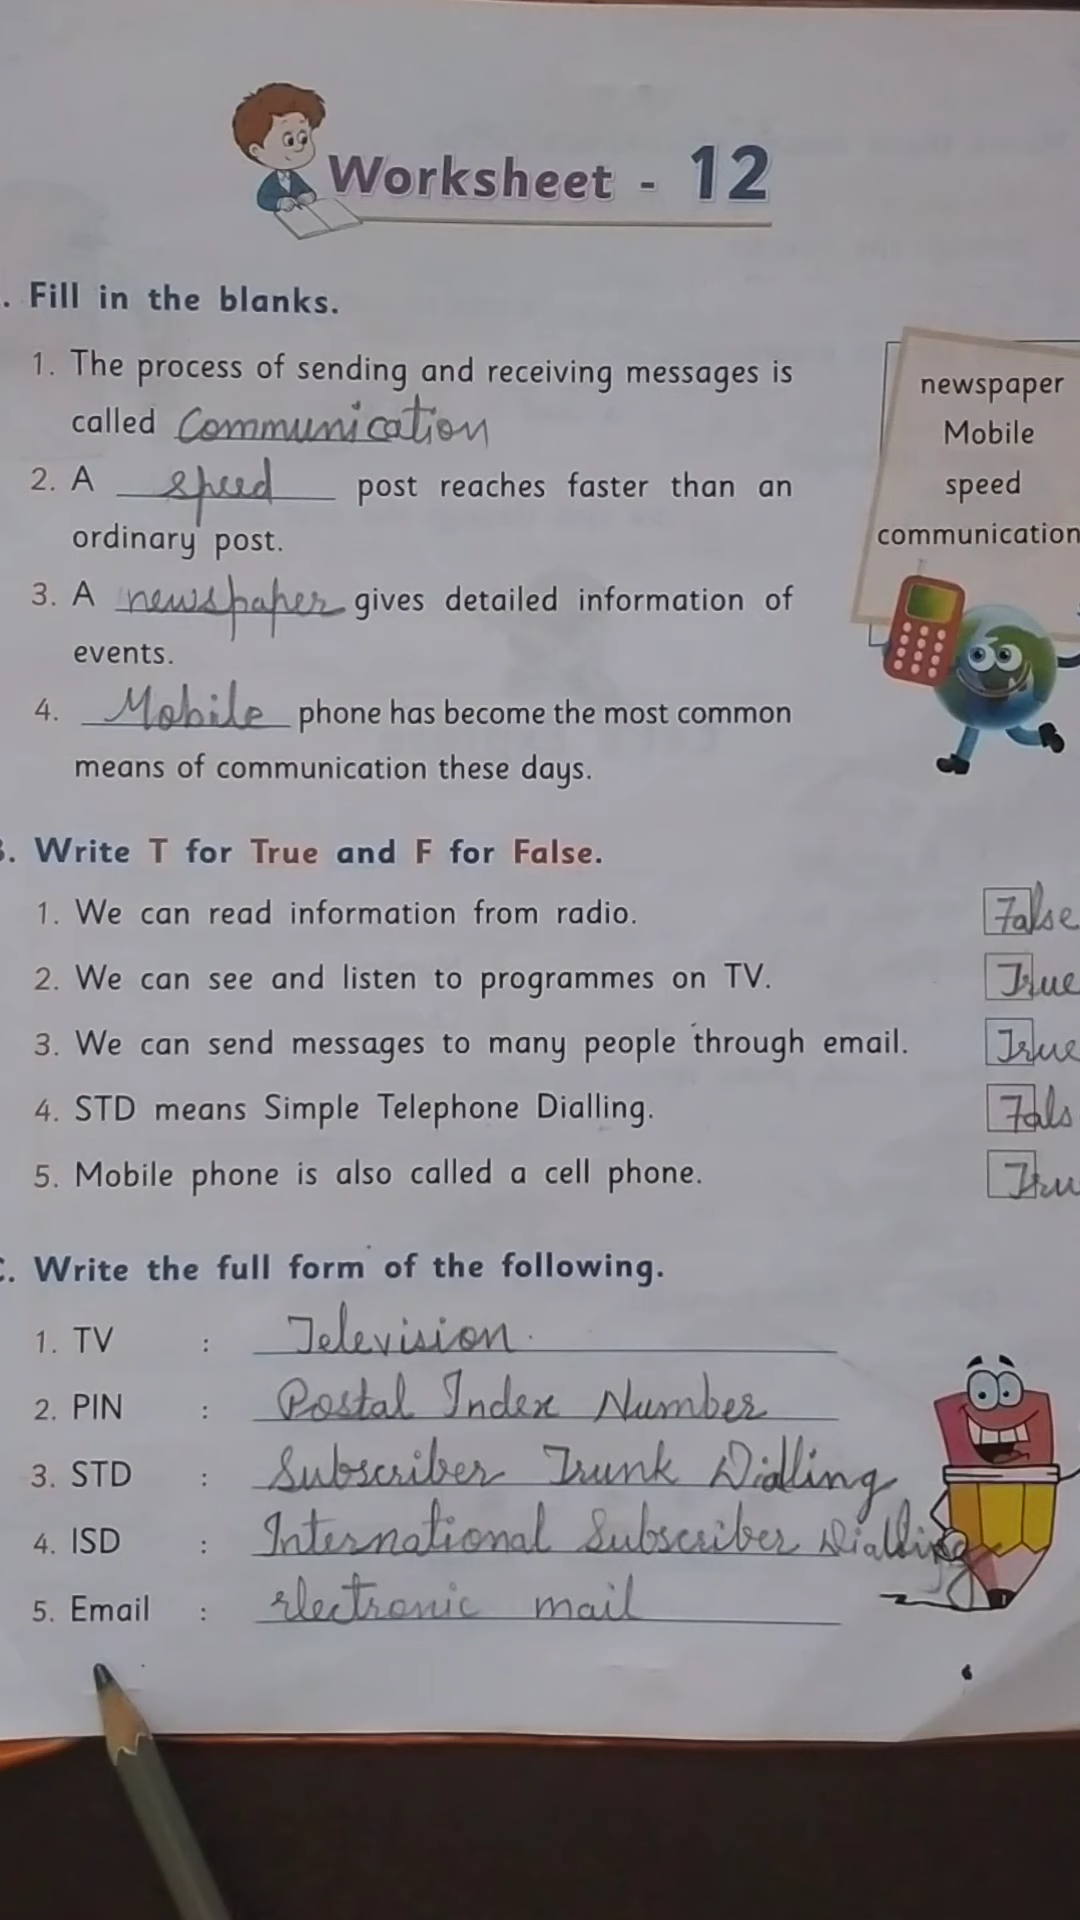 Worksheet - 12
. Fill in the blanks.
1. The process of sending and receiving messages is
called Communication
2. A speed post reaches faster than an
ordinary post.
3. A newspaper gives detailed information of
events.
4. Mobile phone has become the most common
means of communication these days.
newspaper
Mobile
speed
communication
. Write T for True and F for False.
1. We can read information from radio. False
2. We can see and listen to programmes on TV. True
3. We can send messages to many people through email. True
4. STD means Simple Telephone Dialling. Fals
5. Mobile phone is also called a cell phone. Tru
. Write the full form of the following.
1. TV : Television
2. PIN : Postal Index Number
3. STD : Subscriber Trunk Dialling
4. ISD : International Subscriber Dialling
5. Email : electronic mail